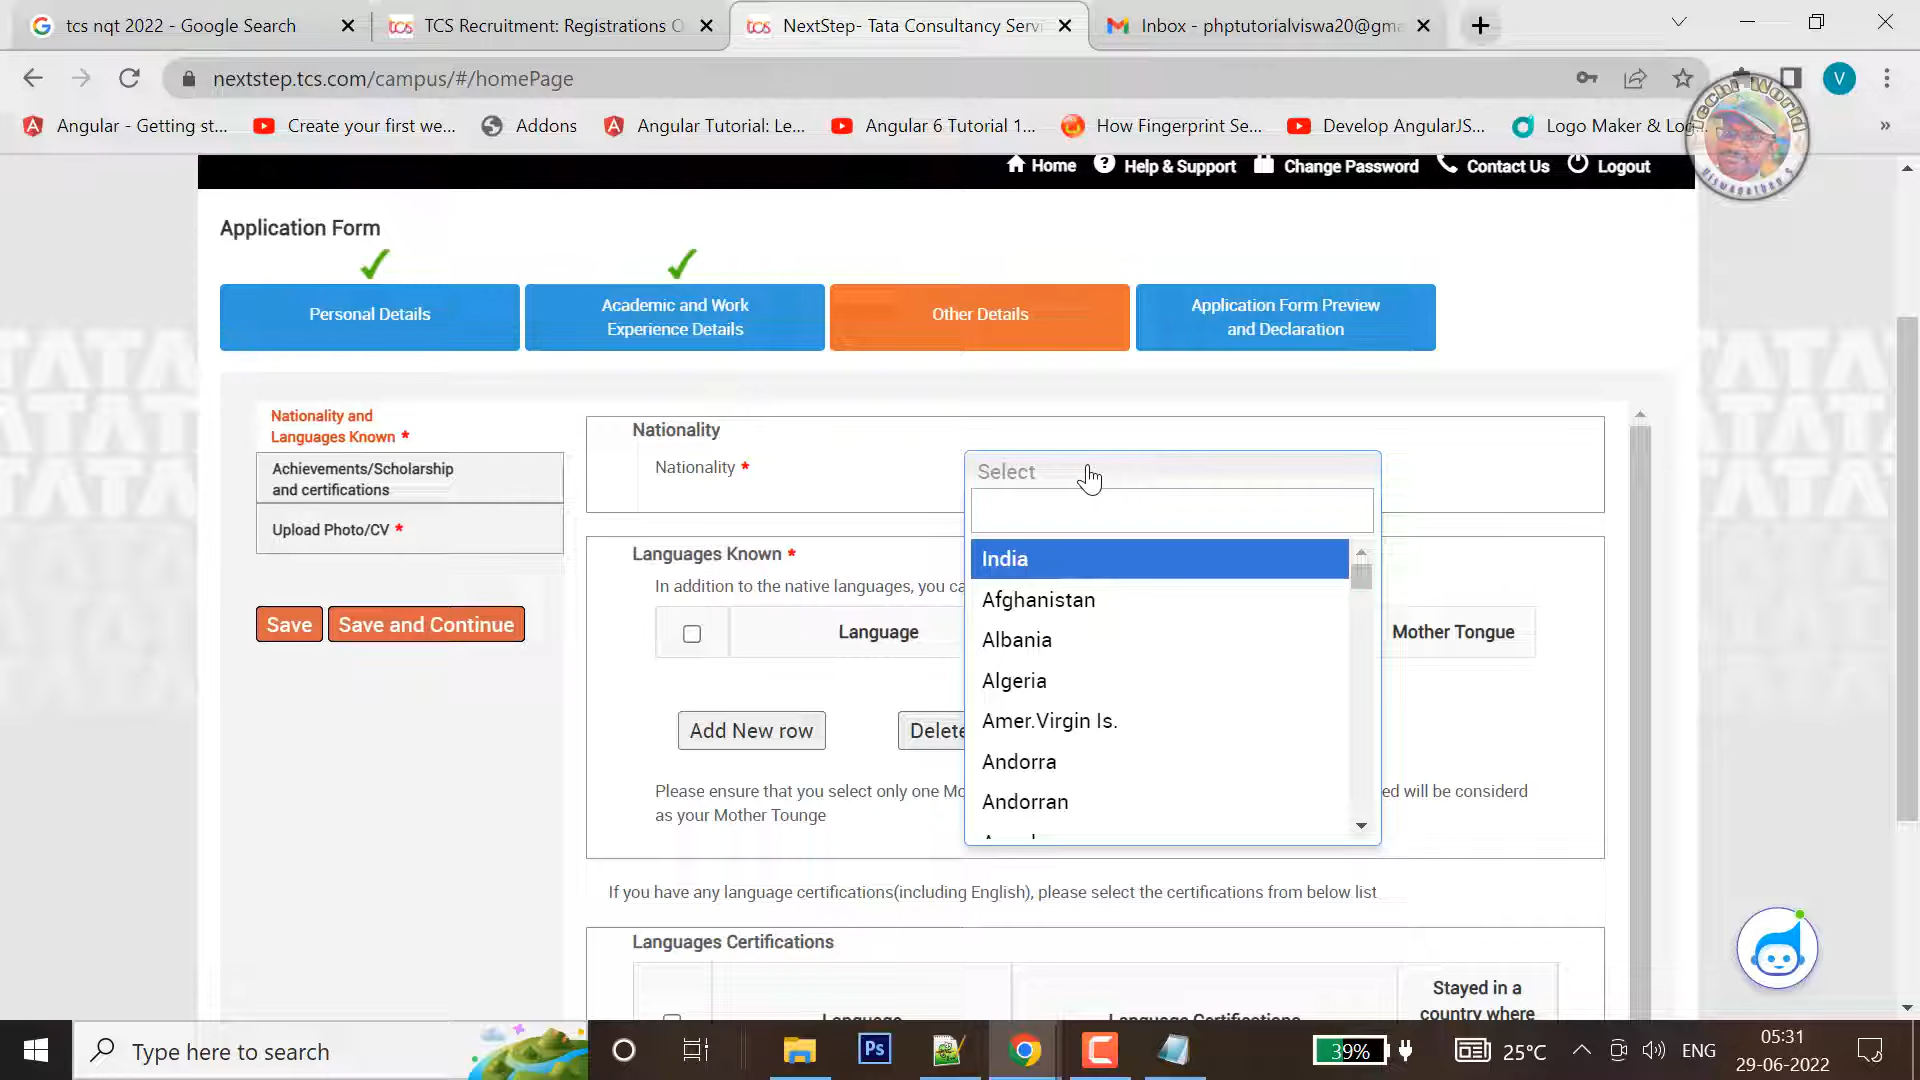 tcs nqt 2022 - Google Search
TCS Recruitment: Registrations O
NextStep- Tata Consultancy Servi
Inbox - phptutorialviswa20@gma
nextstep.tcs.com/campus/#/homePage
V
Angular - Getting st...
Create your first we...
Addons
Angular Tutorial: Le...
Angular 6 Tutorial 1...
How Fingerprint Se...
Develop AngularJS...
Logo Maker & Log
»
Techi World
Home
Help & Support
Change Password
Contact Us
Logout
Application Form
Personal Details
Academic and Work
Experience Details
Other Details
Application Form Preview
and Declaration
Nationality and
Languages Known *
Achievements/Scholarship
and certifications
Upload Photo/CV *
Save
Save and Continue
Nationality
Nationality *
Select
India
Afghanistan
Albania
Algeria
Amer.Virgin Is.
Andorra
Andorran
Languages Known *
In addition to the native languages, you ca
Language
Mother Tongue
Add New row
Delete
Please ensure that you select only one Mo
ed will be considerd
as your Mother Tounge
If you have any language certifications(including English), please select the certifications from below list
Languages Certifications
Language
Language Certifications
Stayed in a
country where
TATA
Type here to search
Ps
39%
25°C
ENG
05:31
29-06-2022